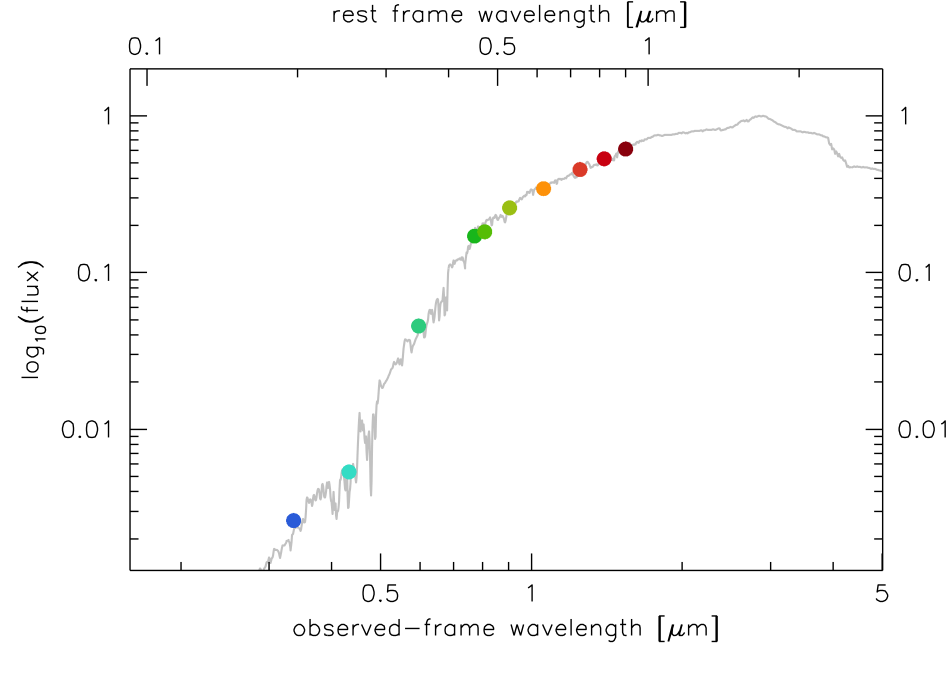 rest frame wavelength [μm]
0.1 0.5 1
1 1
0.1 0.1
0.01 0.01
log10(flux)
0.5 1 5
observed-frame wavelength [μm]